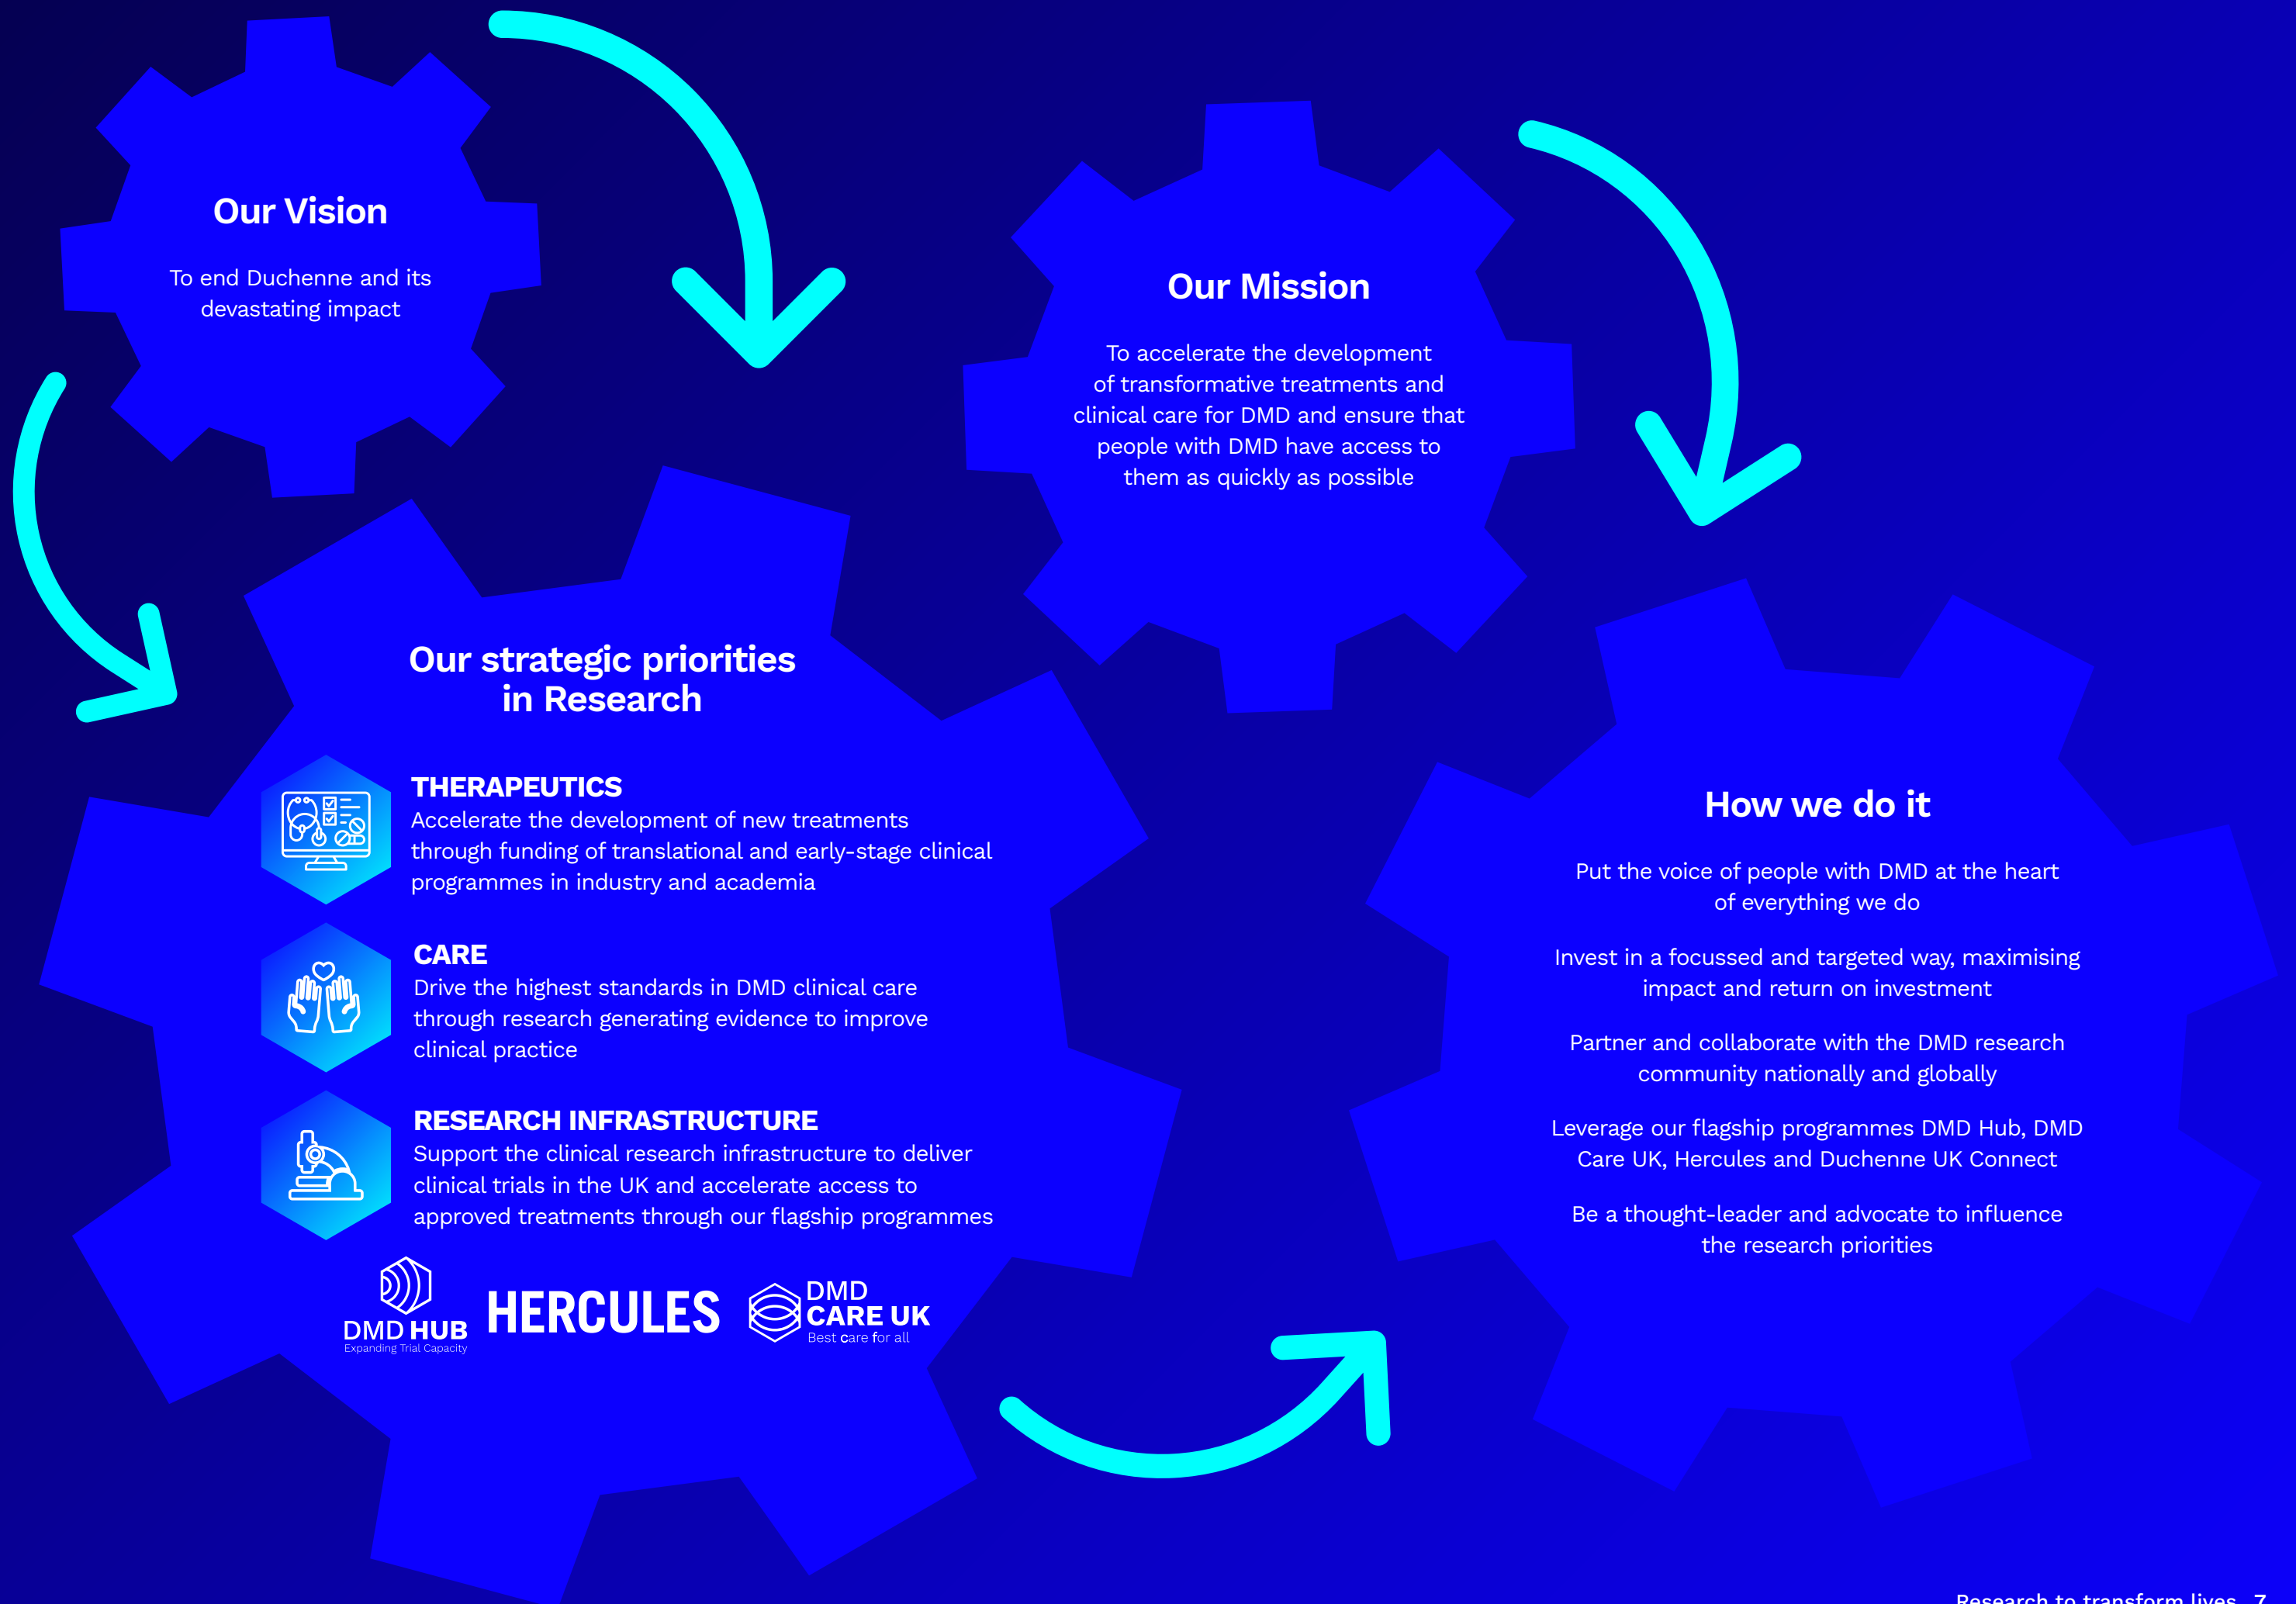 Our Vision
To end Duchenne and its
devastating impact
Our Mission
To accelerate the development
of transformative treatments and
clinical care for DMD and ensure that
people with DMD have access to
them as quickly as possible
Our strategic priorities
in Research
THERAPEUTICS
Accelerate the development of new treatments
through funding of translational and early-stage clinical
programmes in industry and academia
CARE
Drive the highest standards in DMD clinical care
through research generating evidence to improve
clinical practice
RESEARCH INFRASTRUCTURE
Support the clinical research infrastructure to deliver
clinical trials in the UK and accelerate access to
approved treatments through our flagship programmes
DMD HUB
Expanding Trial Capacity
HERCULES
DMD
CARE UK
Best care for all
How we do it
Put the voice of people with DMD at the heart
of everything we do
Invest in a focussed and targeted way, maximising
impact and return on investment
Partner and collaborate with the DMD research
community nationally and globally
Leverage our flagship programmes DMD Hub, DMD
Care UK, Hercules and Duchenne UK Connect
Be a thought-leader and advocate to influence
the research priorities
Research to transform lives 7